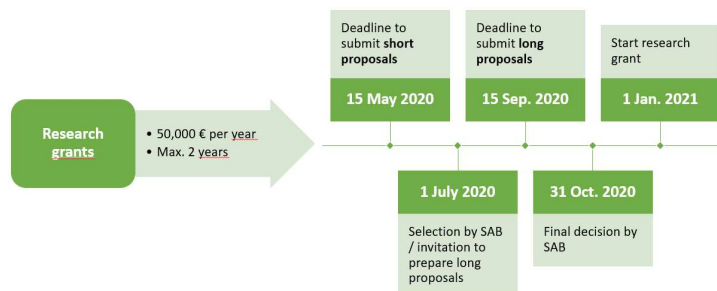 Research
grants
• 50,000 € per year
• Max. 2 years
Deadline to
submit short
proposals
15 May 2020
Selection by SAB
/ invitation to
prepare long
proposals
1 July 2020
Deadline to
submit long
proposals
15 Sep. 2020
31 Oct. 2020
Final decision by
SAB
Start research
grant
1 Jan. 2021